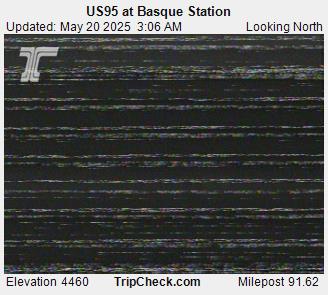 US95 at Basque Station
Updated: May 20 2025 3:06 AM Looking North
Elevation 4460 TripCheck.com Milepost 91.62